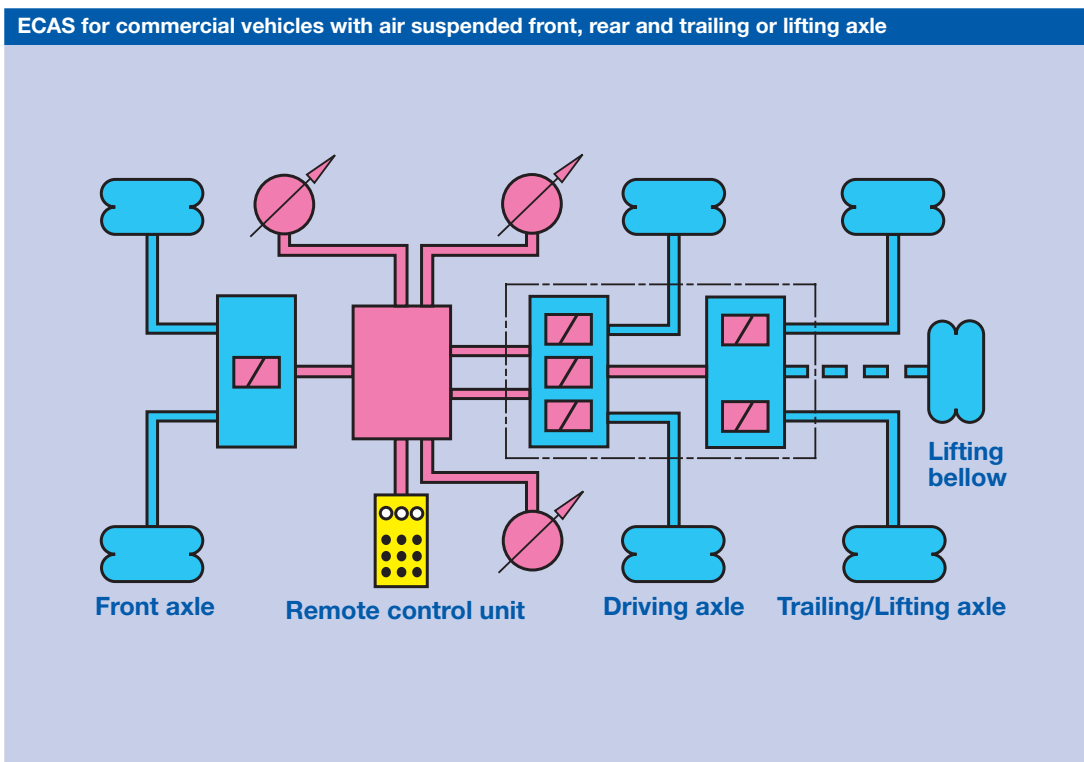 ECAS for commercial vehicles with air suspended front, rear and trailing or lifting axle
Lifting
bellow
Front axle
Remote control unit
Driving axle
Trailing/Lifting axle